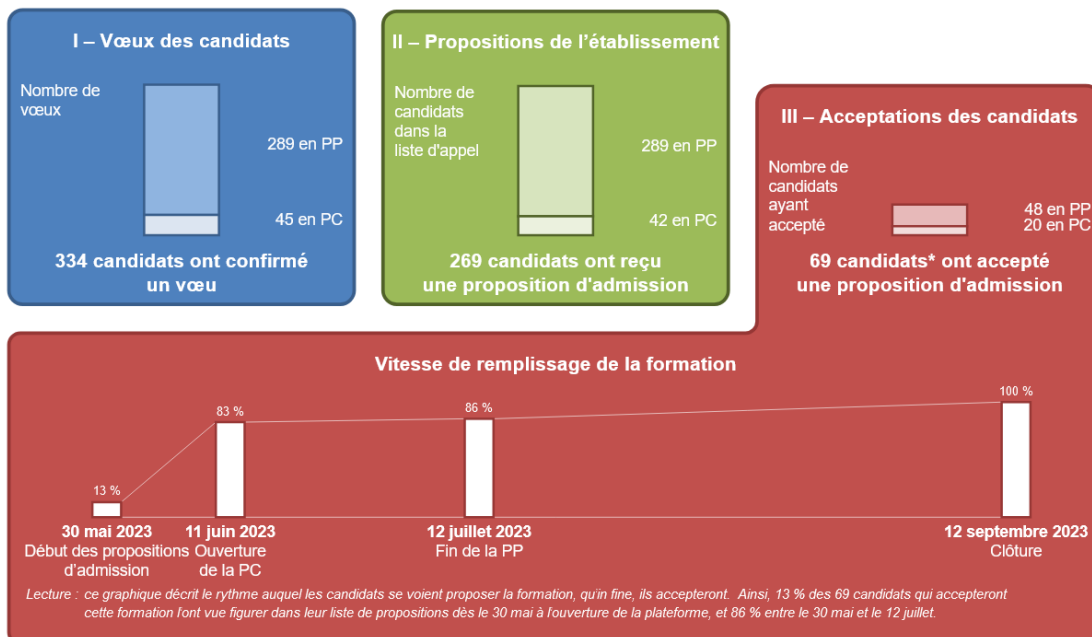 I – Vœux des candidats
Nombre de
vœux
289 en PP
45 en PC
334 candidats ont confirmé
un vœu
II – Propositions de l'établissement
Nombre de
candidats
dans la
liste d'appel
289 en PP
42 en PC
269 candidats ont reçu
une proposition d'admission
III – Acceptations des candidats
Nombre de
candidats
ayant
accepté
48 en PP
20 en PC
69 candidats* ont accepté
une proposition d'admission
Vitesse de remplissage de la formation
13 %
83 %
86 %
100 %
30 mai 2023
Début des propositions
d'admission
11 juin 2023
Ouverture
de la PC
12 juillet 2023
Fin de la PP
12 septembre 2023
Clôture
Lecture : ce graphique décrit le rythme auquel les candidats se voient proposer la formation, qu'in fine, ils accepteront. Ainsi, 13 % des 69 candidats qui accepteront
cette formation l'ont vue figurer dans leur liste de propositions dès le 30 mai à l'ouverture de la plateforme, et 86 % entre le 30 mai et le 12 juillet.